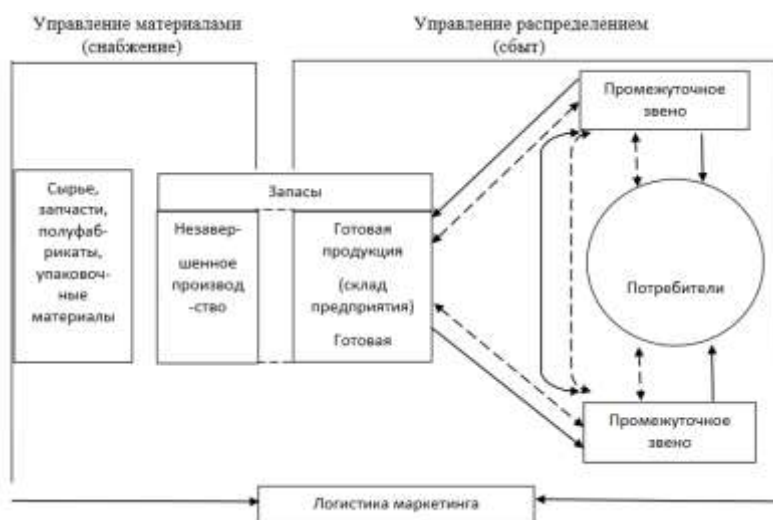 Управление материалами
(снабжение)
Управление распределением
(сбыт)
Промежуточное
звено
Сырье,
запчасти,
полуфаб-
рикаты,
упаковоч-
ные
материалы
Запасы
Незавер-
шенное
производ
-ство
Готовая
продукция
(склад
предприятия)
Готовая
Потребители
Промежуточное
звено
Логистика маркетинга